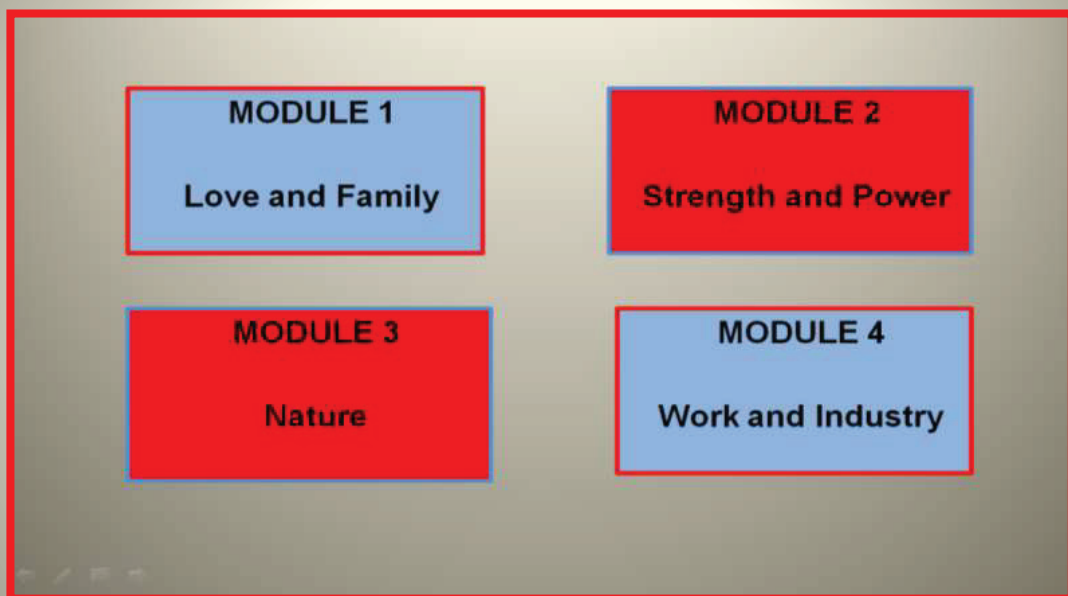 MODULE 1
Love and Family
MODULE 2
Strength and Power
MODULE 3
Nature
MODULE 4
Work and Industry